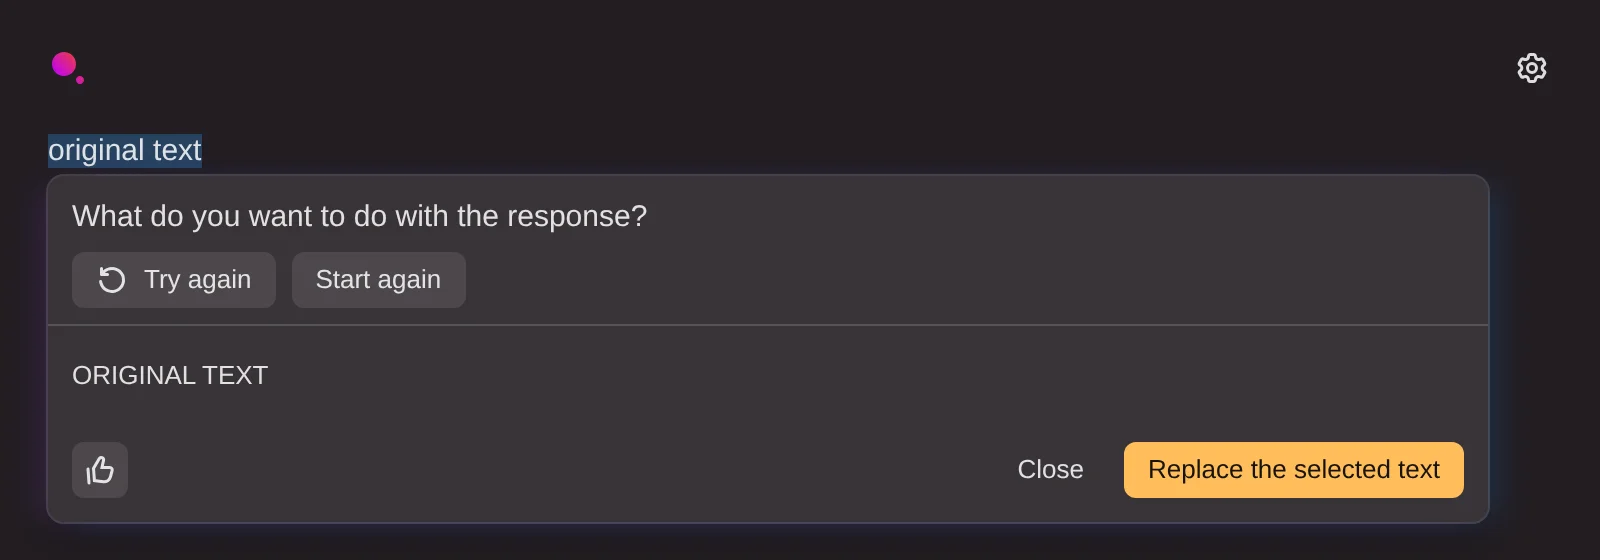 original text
What do you want to do with the response?
Try again
Start again
ORIGINAL TEXT
Close
Replace the selected text